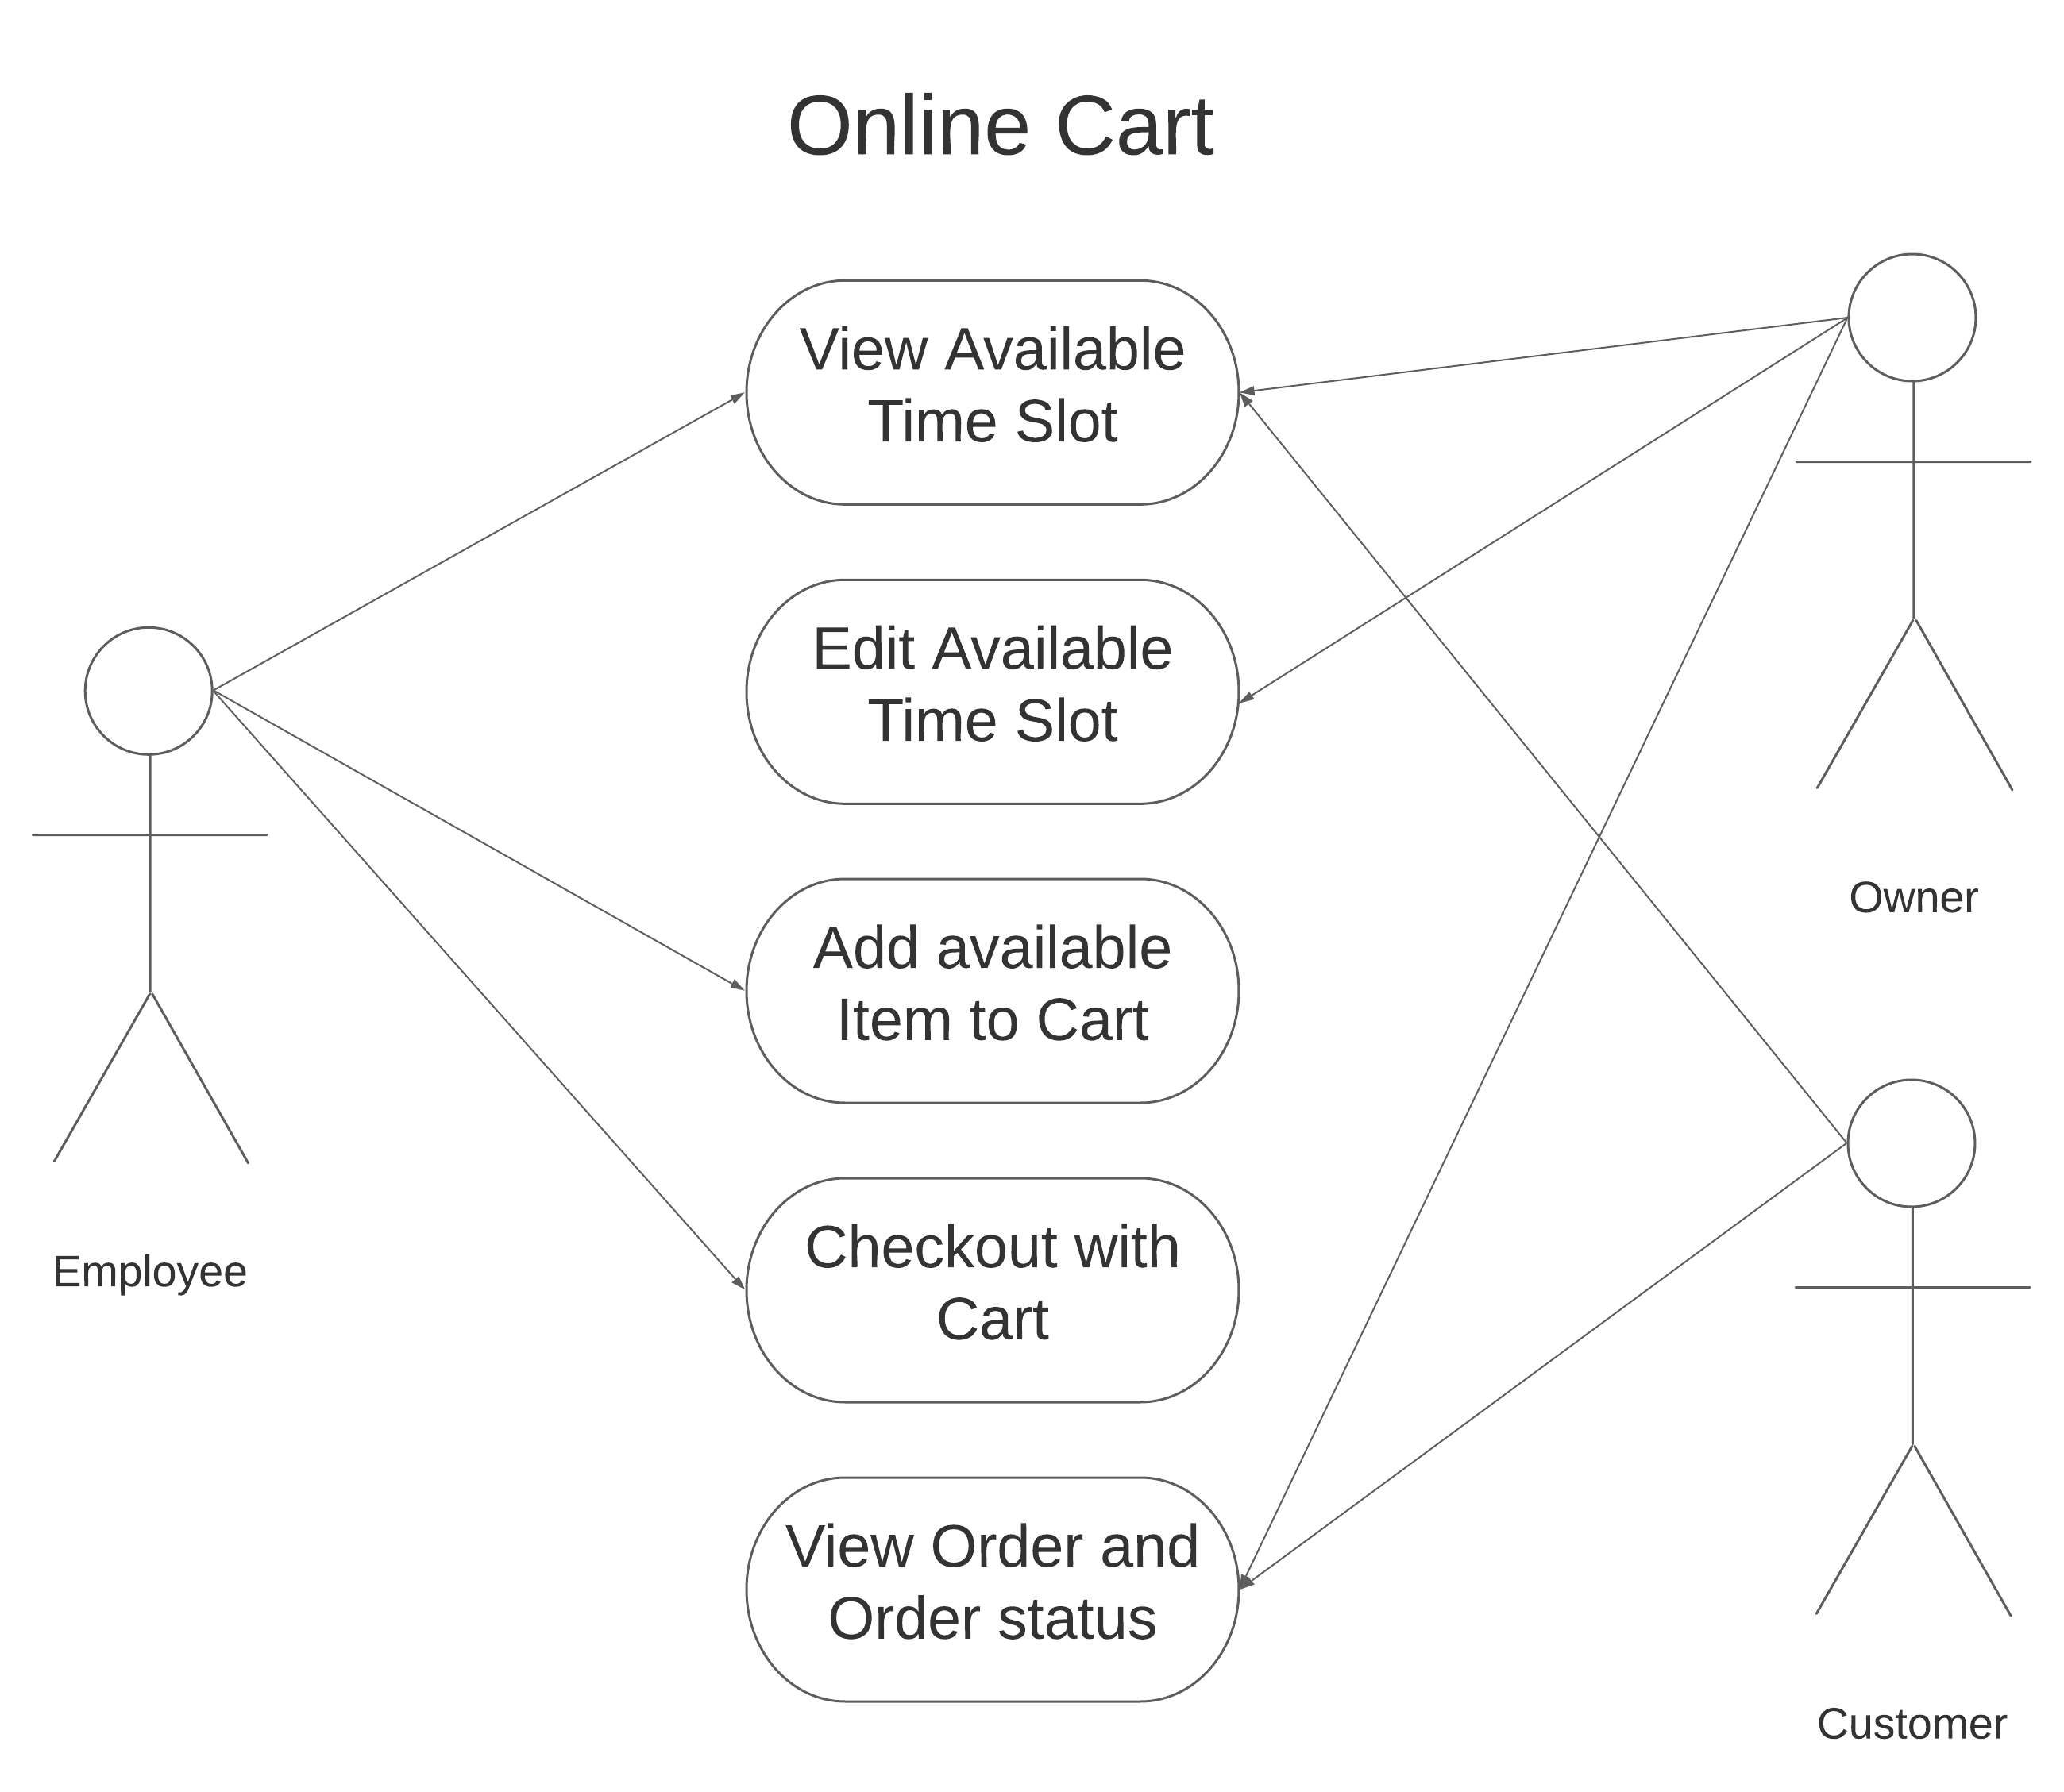 Online Cart
View Available
Time Slot
Edit Available
Time Slot
Add available
Item to Cart
Checkout with
Cart
View Order and
Order status
Employee
Owner
Customer